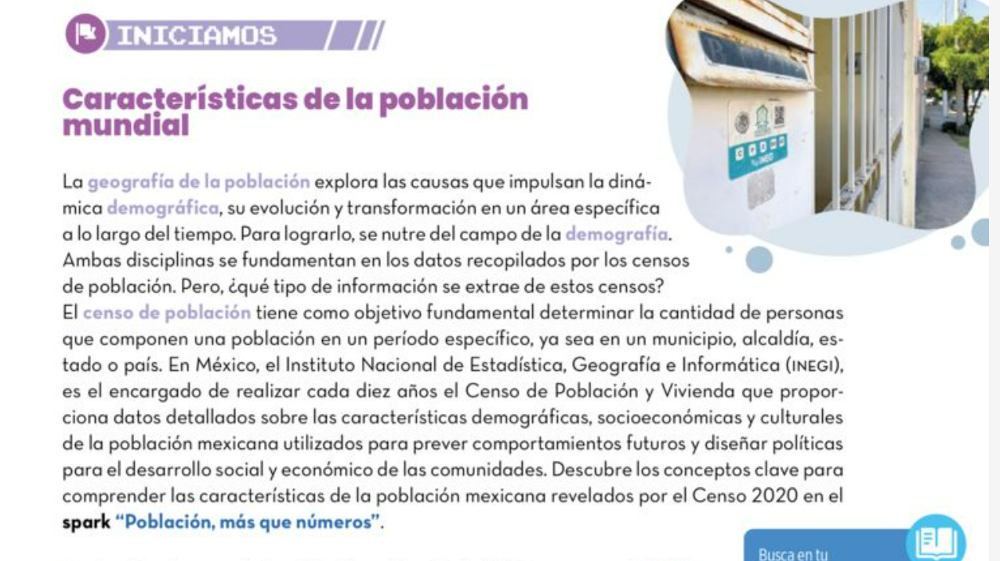 INICIAMOS
Características de la población
mundial
La geografía de la población explora las causas que impulsan la diná-
mica demográfica, su evolución y transformación en un área específica
a lo largo del tiempo. Para lograrlo, se nutre del campo de la demografía.
Ambas disciplinas se fundamentan en los datos recopilados por los censos
de población. Pero, ¿qué tipo de información se extrae de estos censos?
El censo de población tiene como objetivo fundamental determinar la cantidad de personas
que componen una población en un período específico, ya sea en un municipio, alcaldía, es-
tado o país. En México, el Instituto Nacional de Estadística, Geografía e Informática (INEGI),
es el encargado de realizar cada diez años el Censo de Población y Vivienda que propor-
ciona datos detallados sobre las características demográficas, socioeconómicas y culturales
de la población mexicana utilizados para prever comportamientos futuros y diseñar políticas
para el desarrollo social y económico de las comunidades. Descubre los conceptos clave para
comprender las características de la población mexicana revelados por el Censo 2020 en el
spark “Población, más que números”.
Busca en tu
INEGI